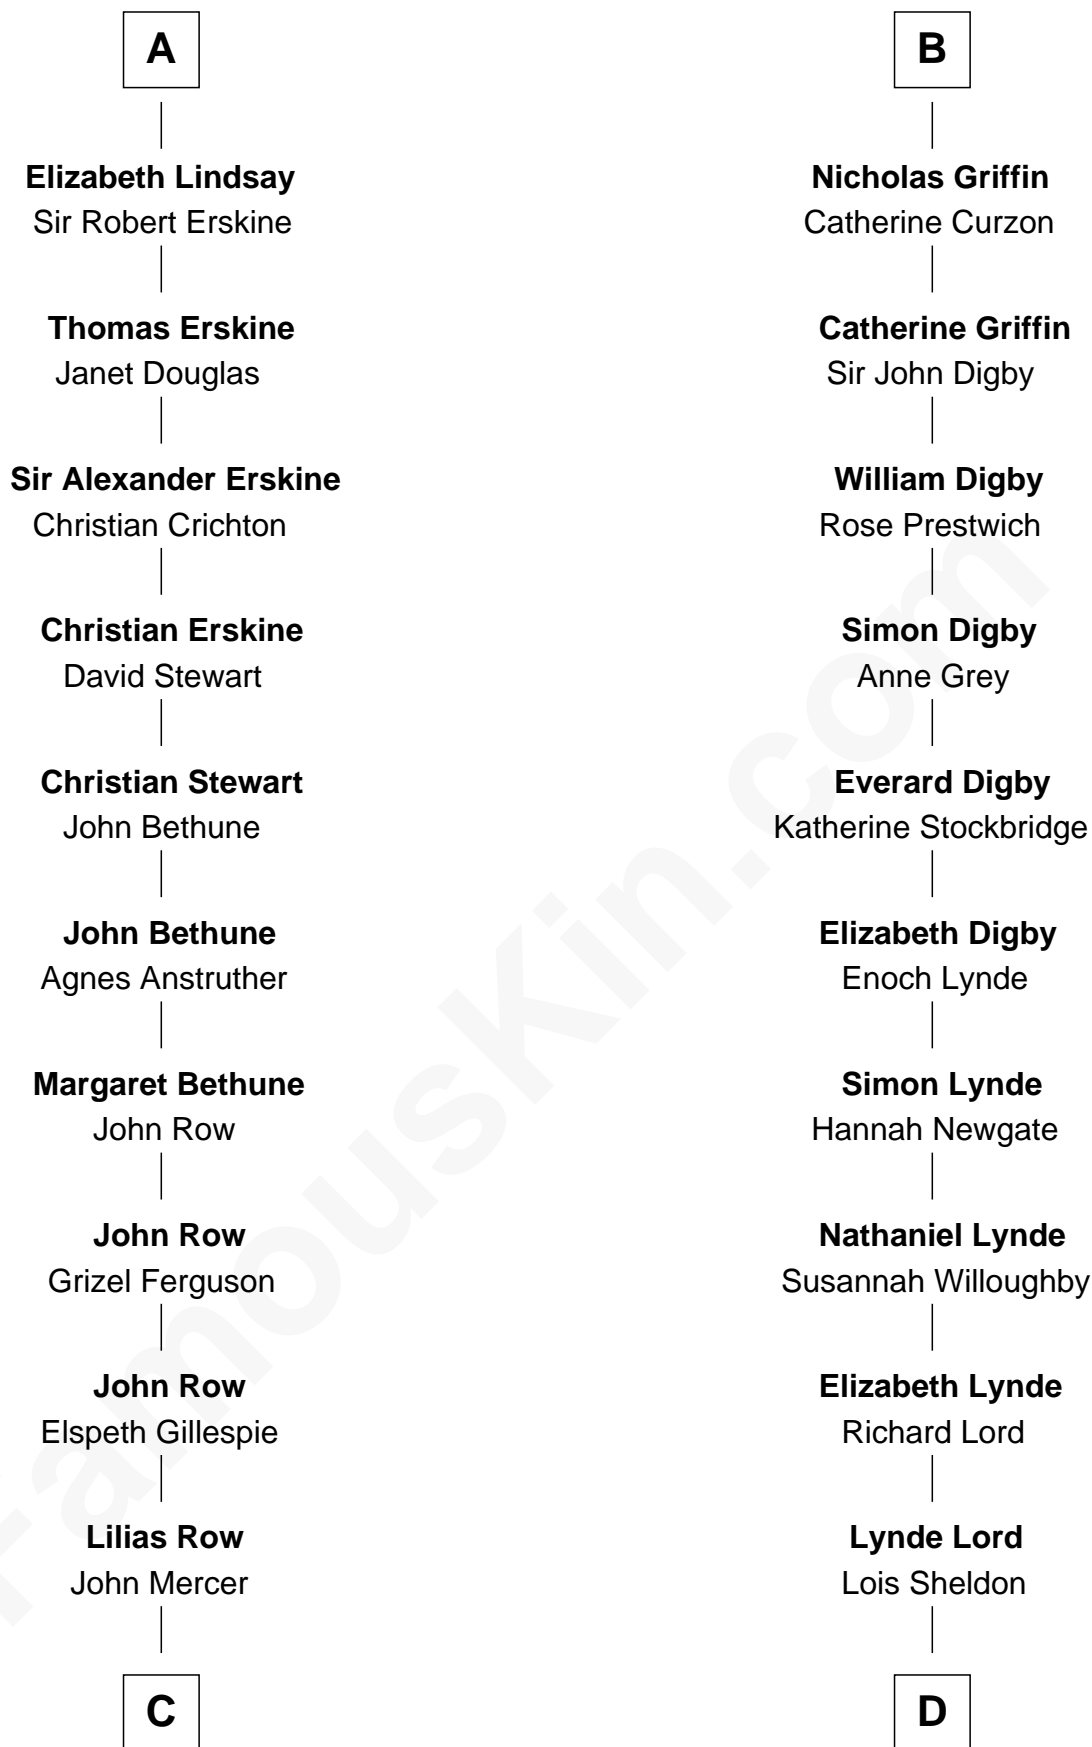 A
Elizabeth Lindsay
Sir Robert Erskine
Thomas Erskine
Janet Douglas
Sir Alexander Erskine
Christian Crichton
Christian Erskine
David Stewart
Christian Stewart
John Bethune
John Bethune
Agnes Anstruther
Margaret Bethune
John Row
John Row
Grizel Ferguson
John Row
Elspeth Gillespie
Lilias Row
John Mercer
C
B
Nicholas Griffin
Catherine Curzon
Catherine Griffin
Sir John Digby
William Digby
Rose Prestwich
Simon Digby
Anne Grey
Everard Digby
Katherine Stockbridge
Elizabeth Digby
Enoch Lynde
Simon Lynde
Hannah Newgate
Nathaniel Lynde
Susannah Willoughby
Elizabeth Lynde
Richard Lord
Lynde Lord
Lois Sheldon
D
FamousKin.com